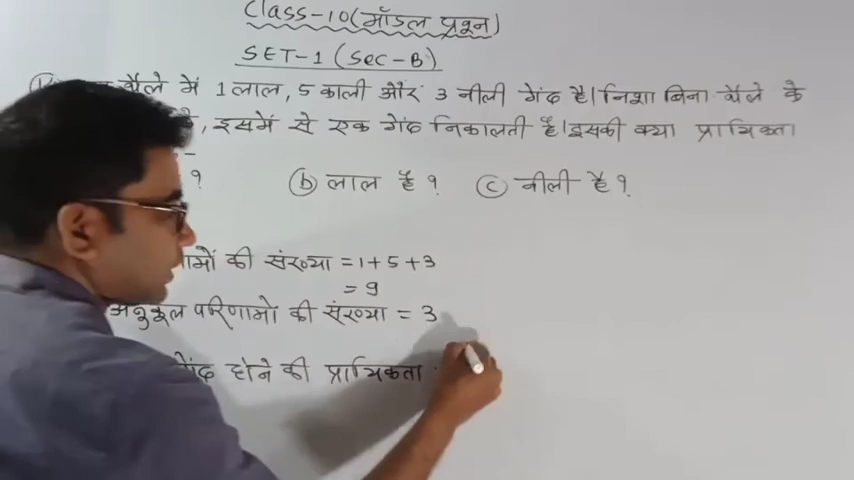 Class-10 (मॉडल प्रश्न)
SET-1 (Sec-B)
थैले में 1 लाल, 5 काली और 3 नीली गेंद है। निशा बिना थैले के
, इसमें से एक गेंद निकालती है। इसकी क्या प्रायिकता
? (b) लाल है? (c) नीली है?
की संख्या = 1+5+3
= 9
अनुकूल परिणामो की संख्या = 3
गेंद होने की प्रायिकता